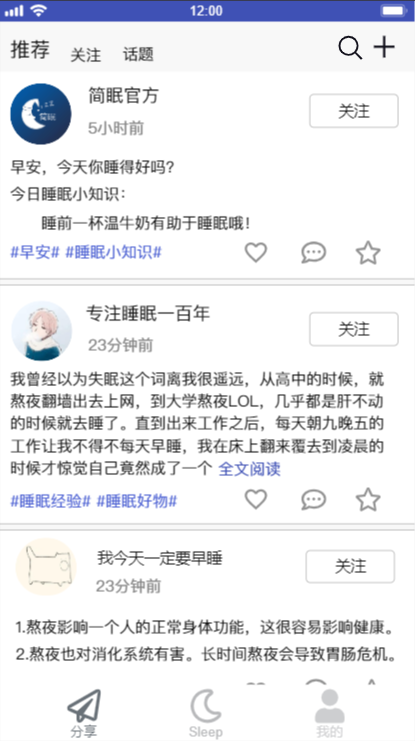 12:00
推荐 关注 话题
简眠
简眠官方
关注
5小时前
早安，今天你睡得好吗?
今日睡眠小知识：
睡前一杯温牛奶有助于睡眠哦！
#早安# #睡眠小知识#
专注睡眠一百年
关注
23分钟前
我曾经以为失眠这个词离我很遥远，从高中的时候，就
熬夜翻墙出去上网，到大学熬夜LOL，几乎都是肝不动
的时候就去睡了。直到出来工作之后，每天朝九晚五的
工作让我不得不每天早睡，我在床上翻来覆去到凌晨的
时候才惊觉自己竟然成了一个 全文阅读
#睡眠经验# #睡眠好物#
我今天一定要早睡
关注
23分钟前
1.熬夜影响一个人的正常身体功能，这很容易影响健康。
2.熬夜也对消化系统有害。长时间熬夜会导致胃肠危机。
分享 Sleep 我的